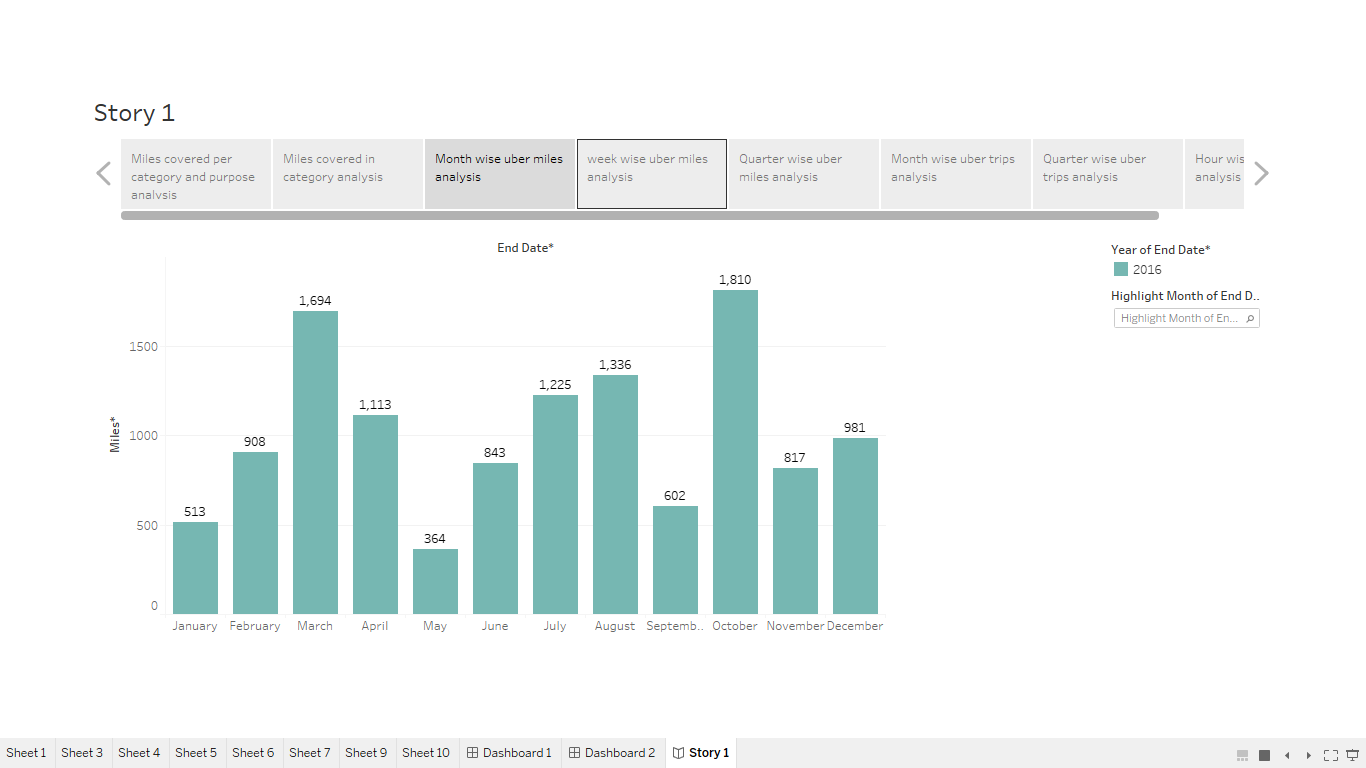 Story 1
Miles covered per
category and purpose
analysis
Miles covered in
category analysis
Month wise uber miles
analysis
week wise uber miles
analysis
Quarter wise uber
miles analysis
Month wise uber trips
analysis
Quarter wise uber
trips analysis
Hour wis
analysis
End Date*
Year of End Date*
2016
Highlight Month of End D..
Highlight Month of En...
Miles*
1500
1000
500
0
513
908
1,694
1,113
364
843
1,225
1,336
602
1,810
817
981
January
February
March
April
May
June
July
August
Septemb..
October
November
December
Sheet 1
Sheet 3
Sheet 4
Sheet 5
Sheet 6
Sheet 7
Sheet 9
Sheet 10
Dashboard 1
Dashboard 2
Story 1